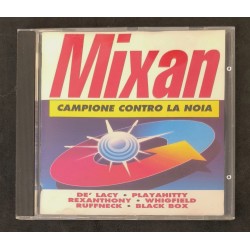 Mixan
CAMPIONE CONTRO LA NOIA
DE' LACY • PLAYAHITTY
REXANTHONY • WHIGFIELD
RUFFNECK • BLACK BOX